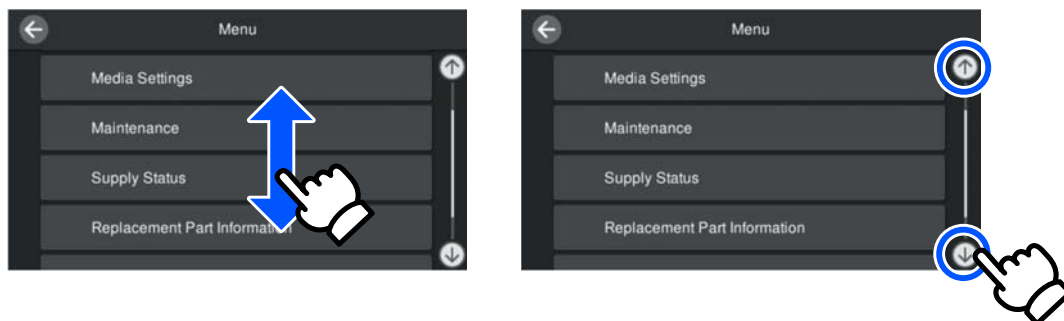 Menu
Media Settings
Maintenance
Supply Status
Replacement Part Information
Menu
Media Settings
Maintenance
Supply Status
Replacement Part Information